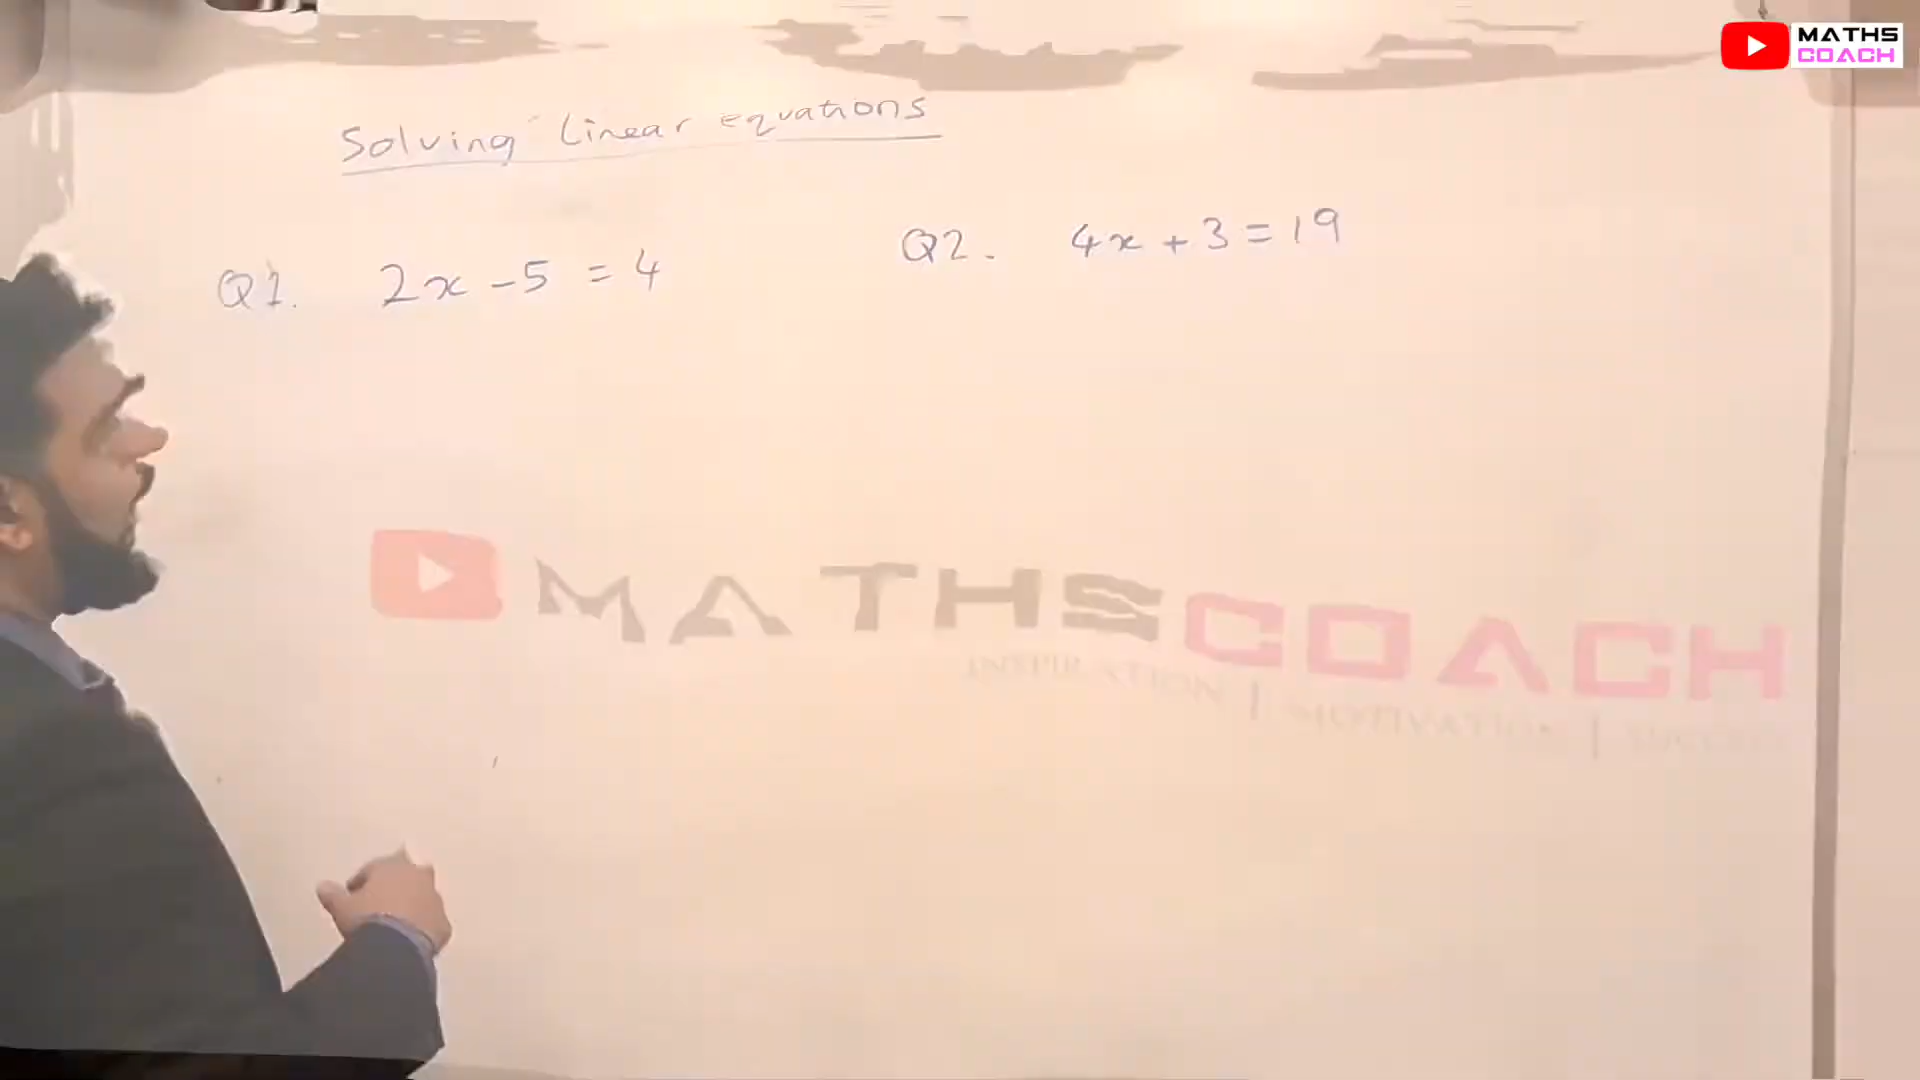 MATHS
COACH
Solving Linear equations
Q1. 2x - 5 = 4
Q2. 4x + 3 = 19
MATHSCOACH
INSPIRATION | MOTIVATION | SUCCESS